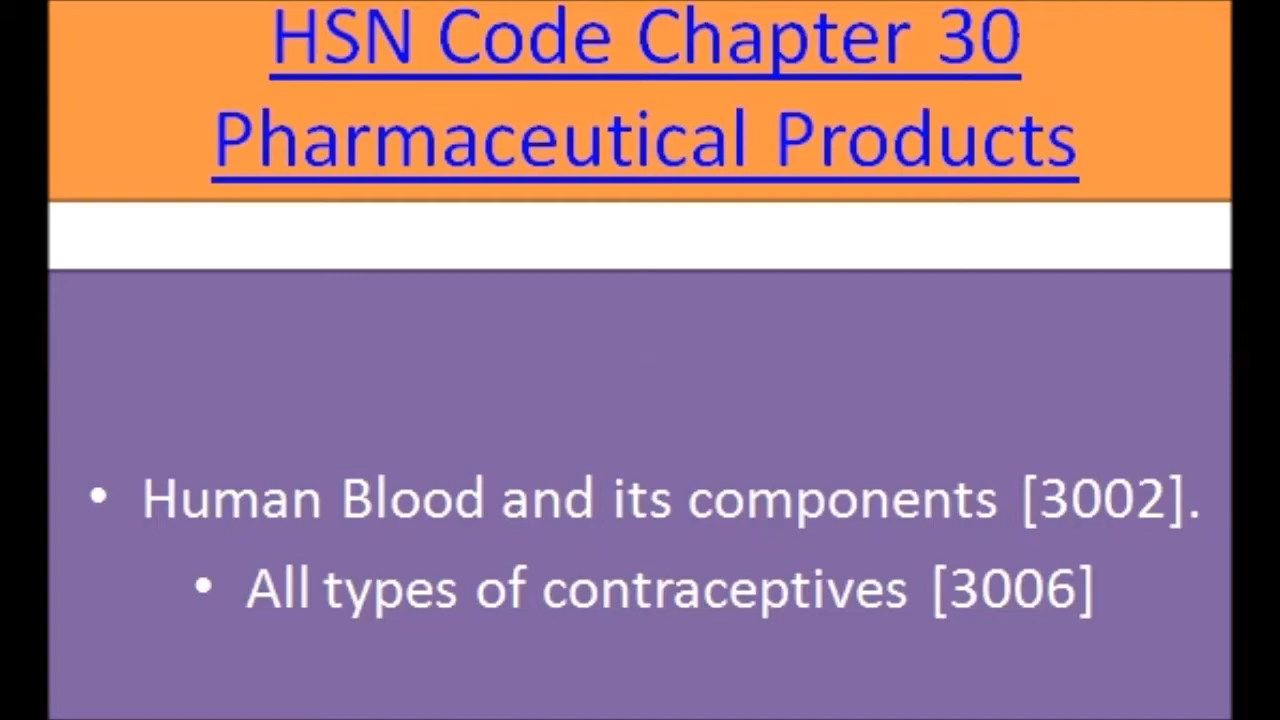 HSN Code Chapter 30
Pharmaceutical Products
• Human Blood and its components [3002].
• All types of contraceptives [3006]